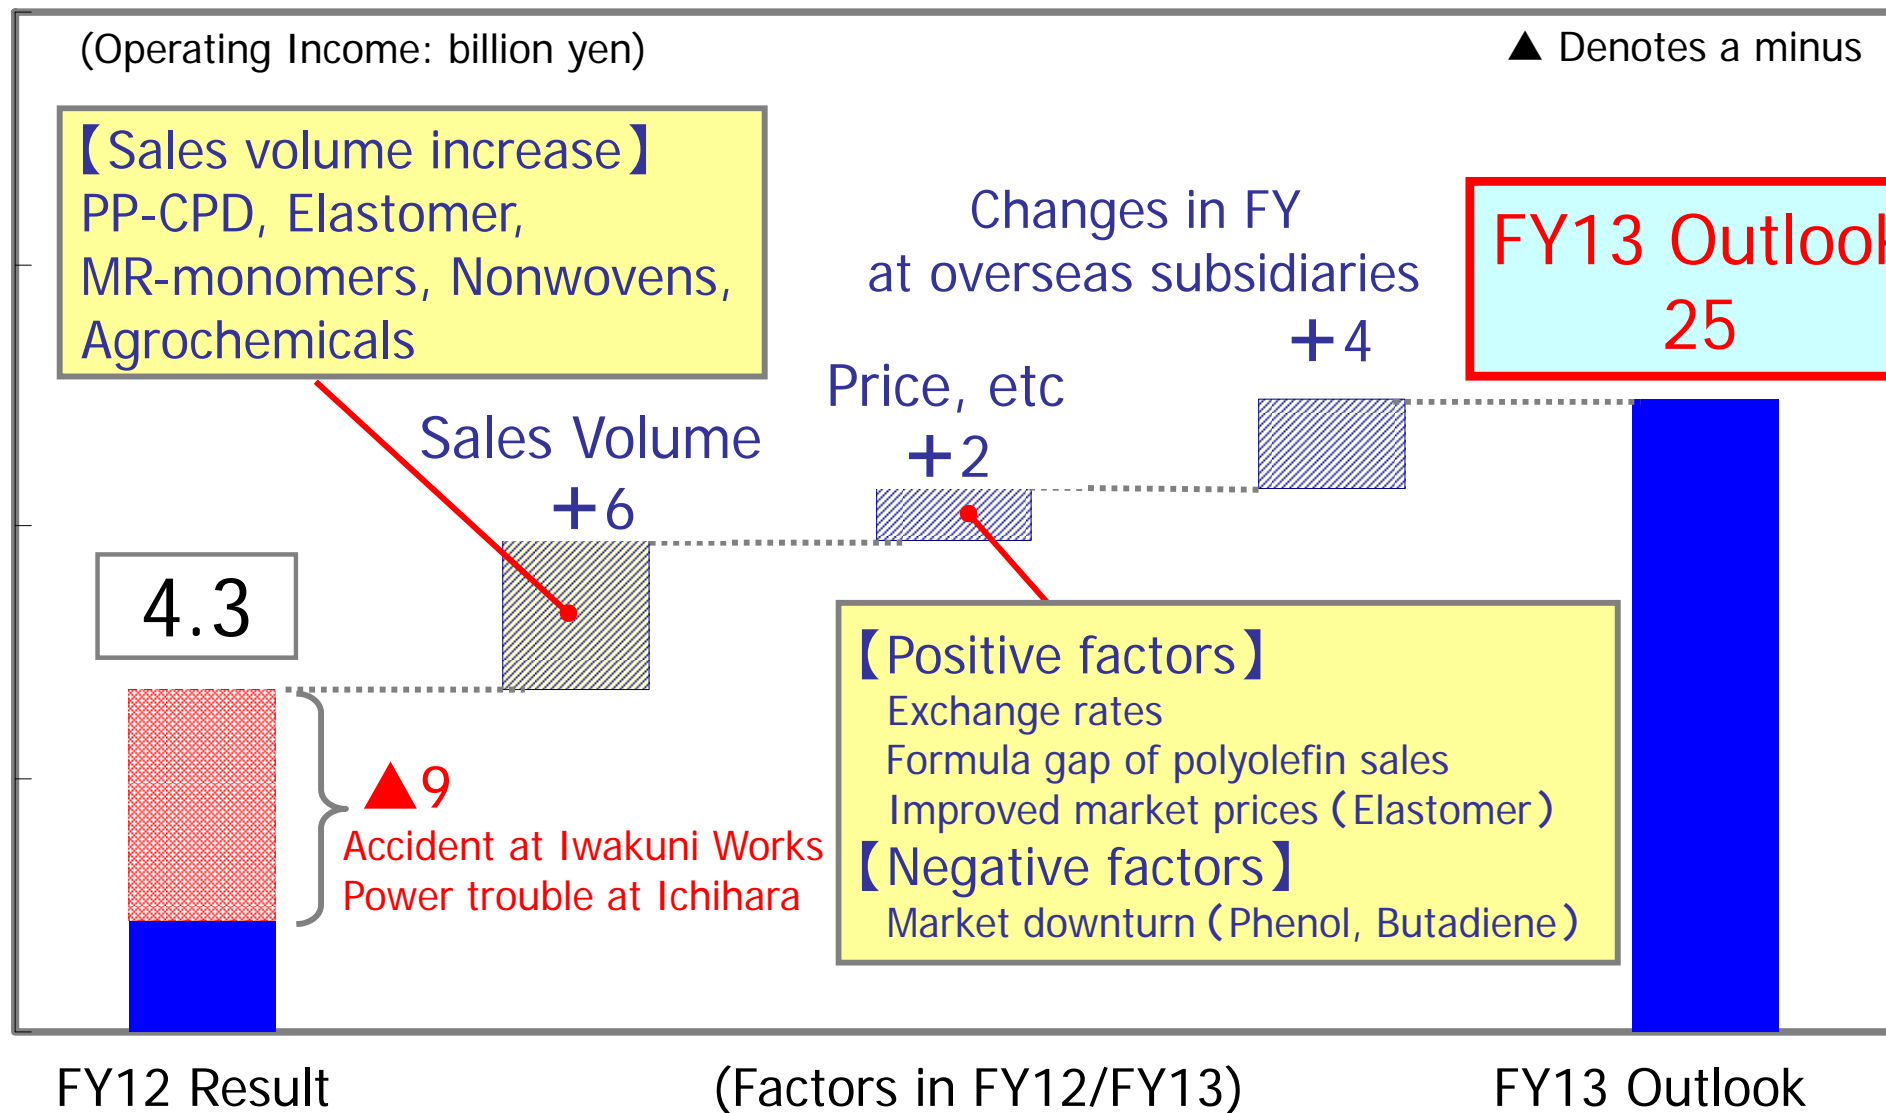 (Operating Income: billion yen)
▲ Denotes a minus
【Sales volume increase】
PP-CPD, Elastomer,
MR-monomers, Nonwovens,
Agrochemicals
Changes in FY
at overseas subsidiaries
+4
FY13 Outlook
25
Price, etc
+2
Sales Volume
+6
4.3
▲9
Accident at Iwakuni Works
Power trouble at Ichihara
【Positive factors】
Exchange rates
Formula gap of polyolefin sales
Improved market prices (Elastomer)
【Negative factors】
Market downturn (Phenol, Butadiene)
FY12 Result
(Factors in FY12/FY13)
FY13 Outlook